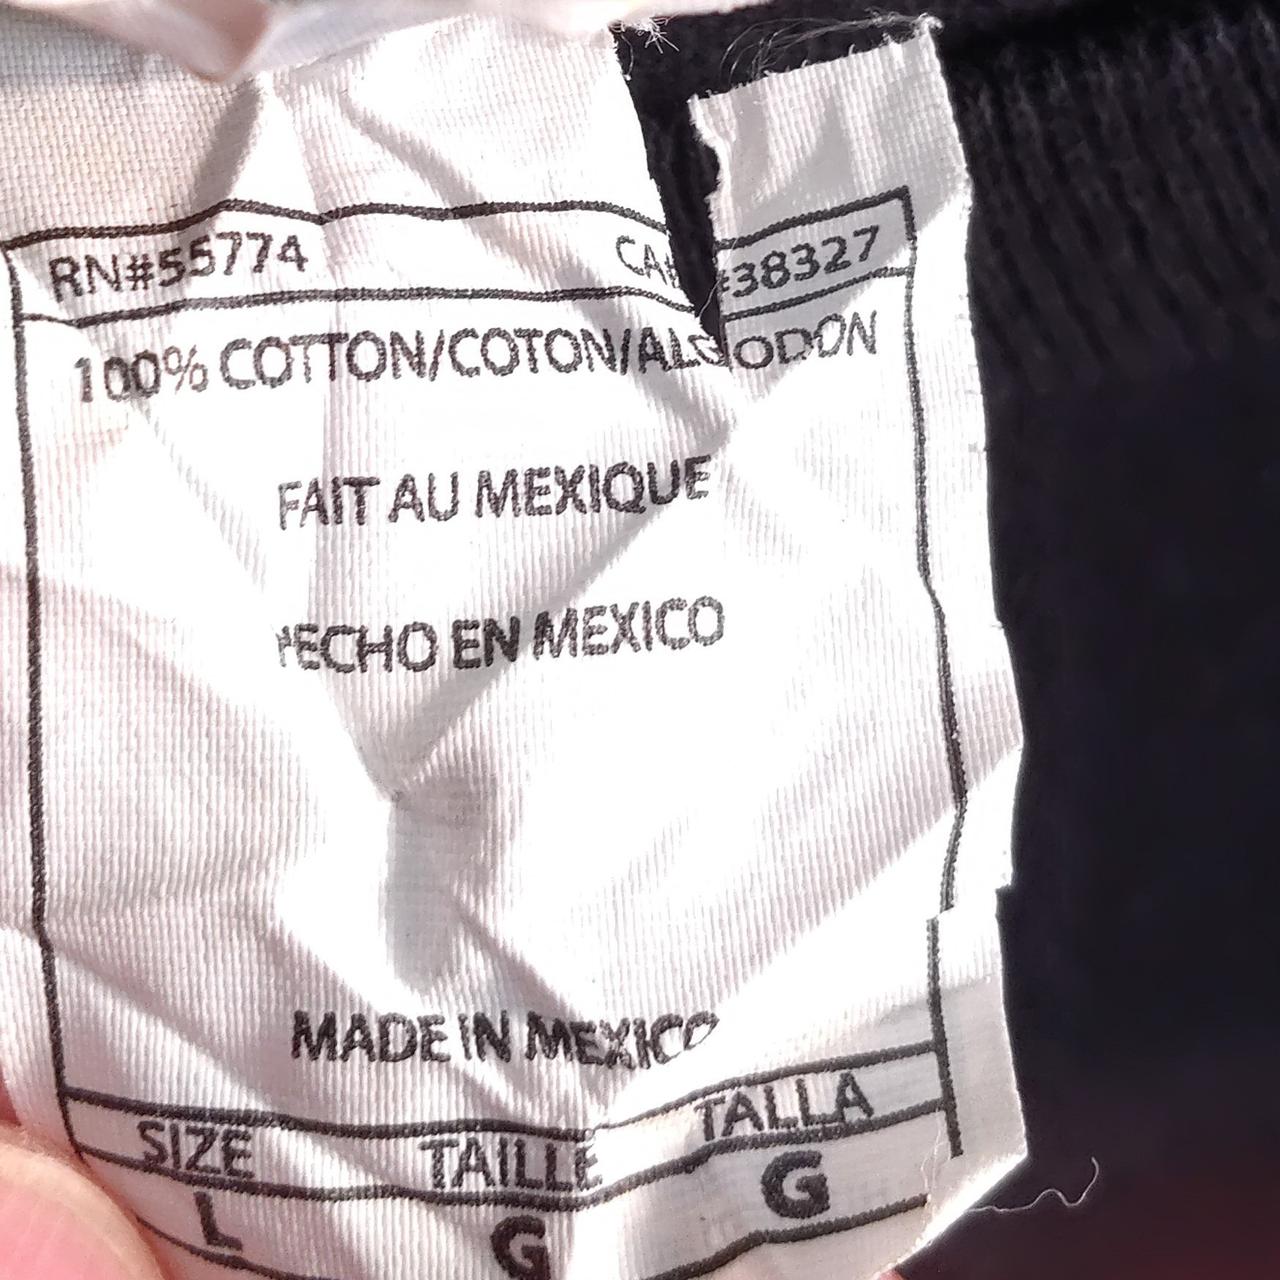 RN#55774 CA#38327
100% COTTON/COTON/ALGODON
FAIT AU MEXIQUE
HECHO EN MEXICO
MADE IN MEXICO
SIZE TAILLE TALLA
L G G